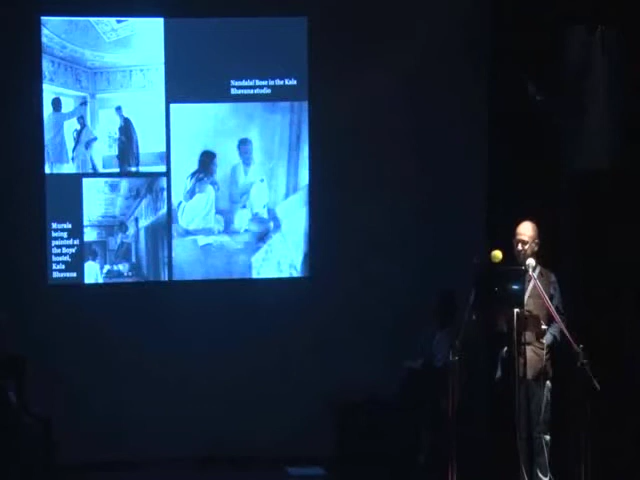 Nandalal Bose in the Kala
Bhavana studio
Murals
being
painted at
the Boys'
hostel,
Kala
Bhavana